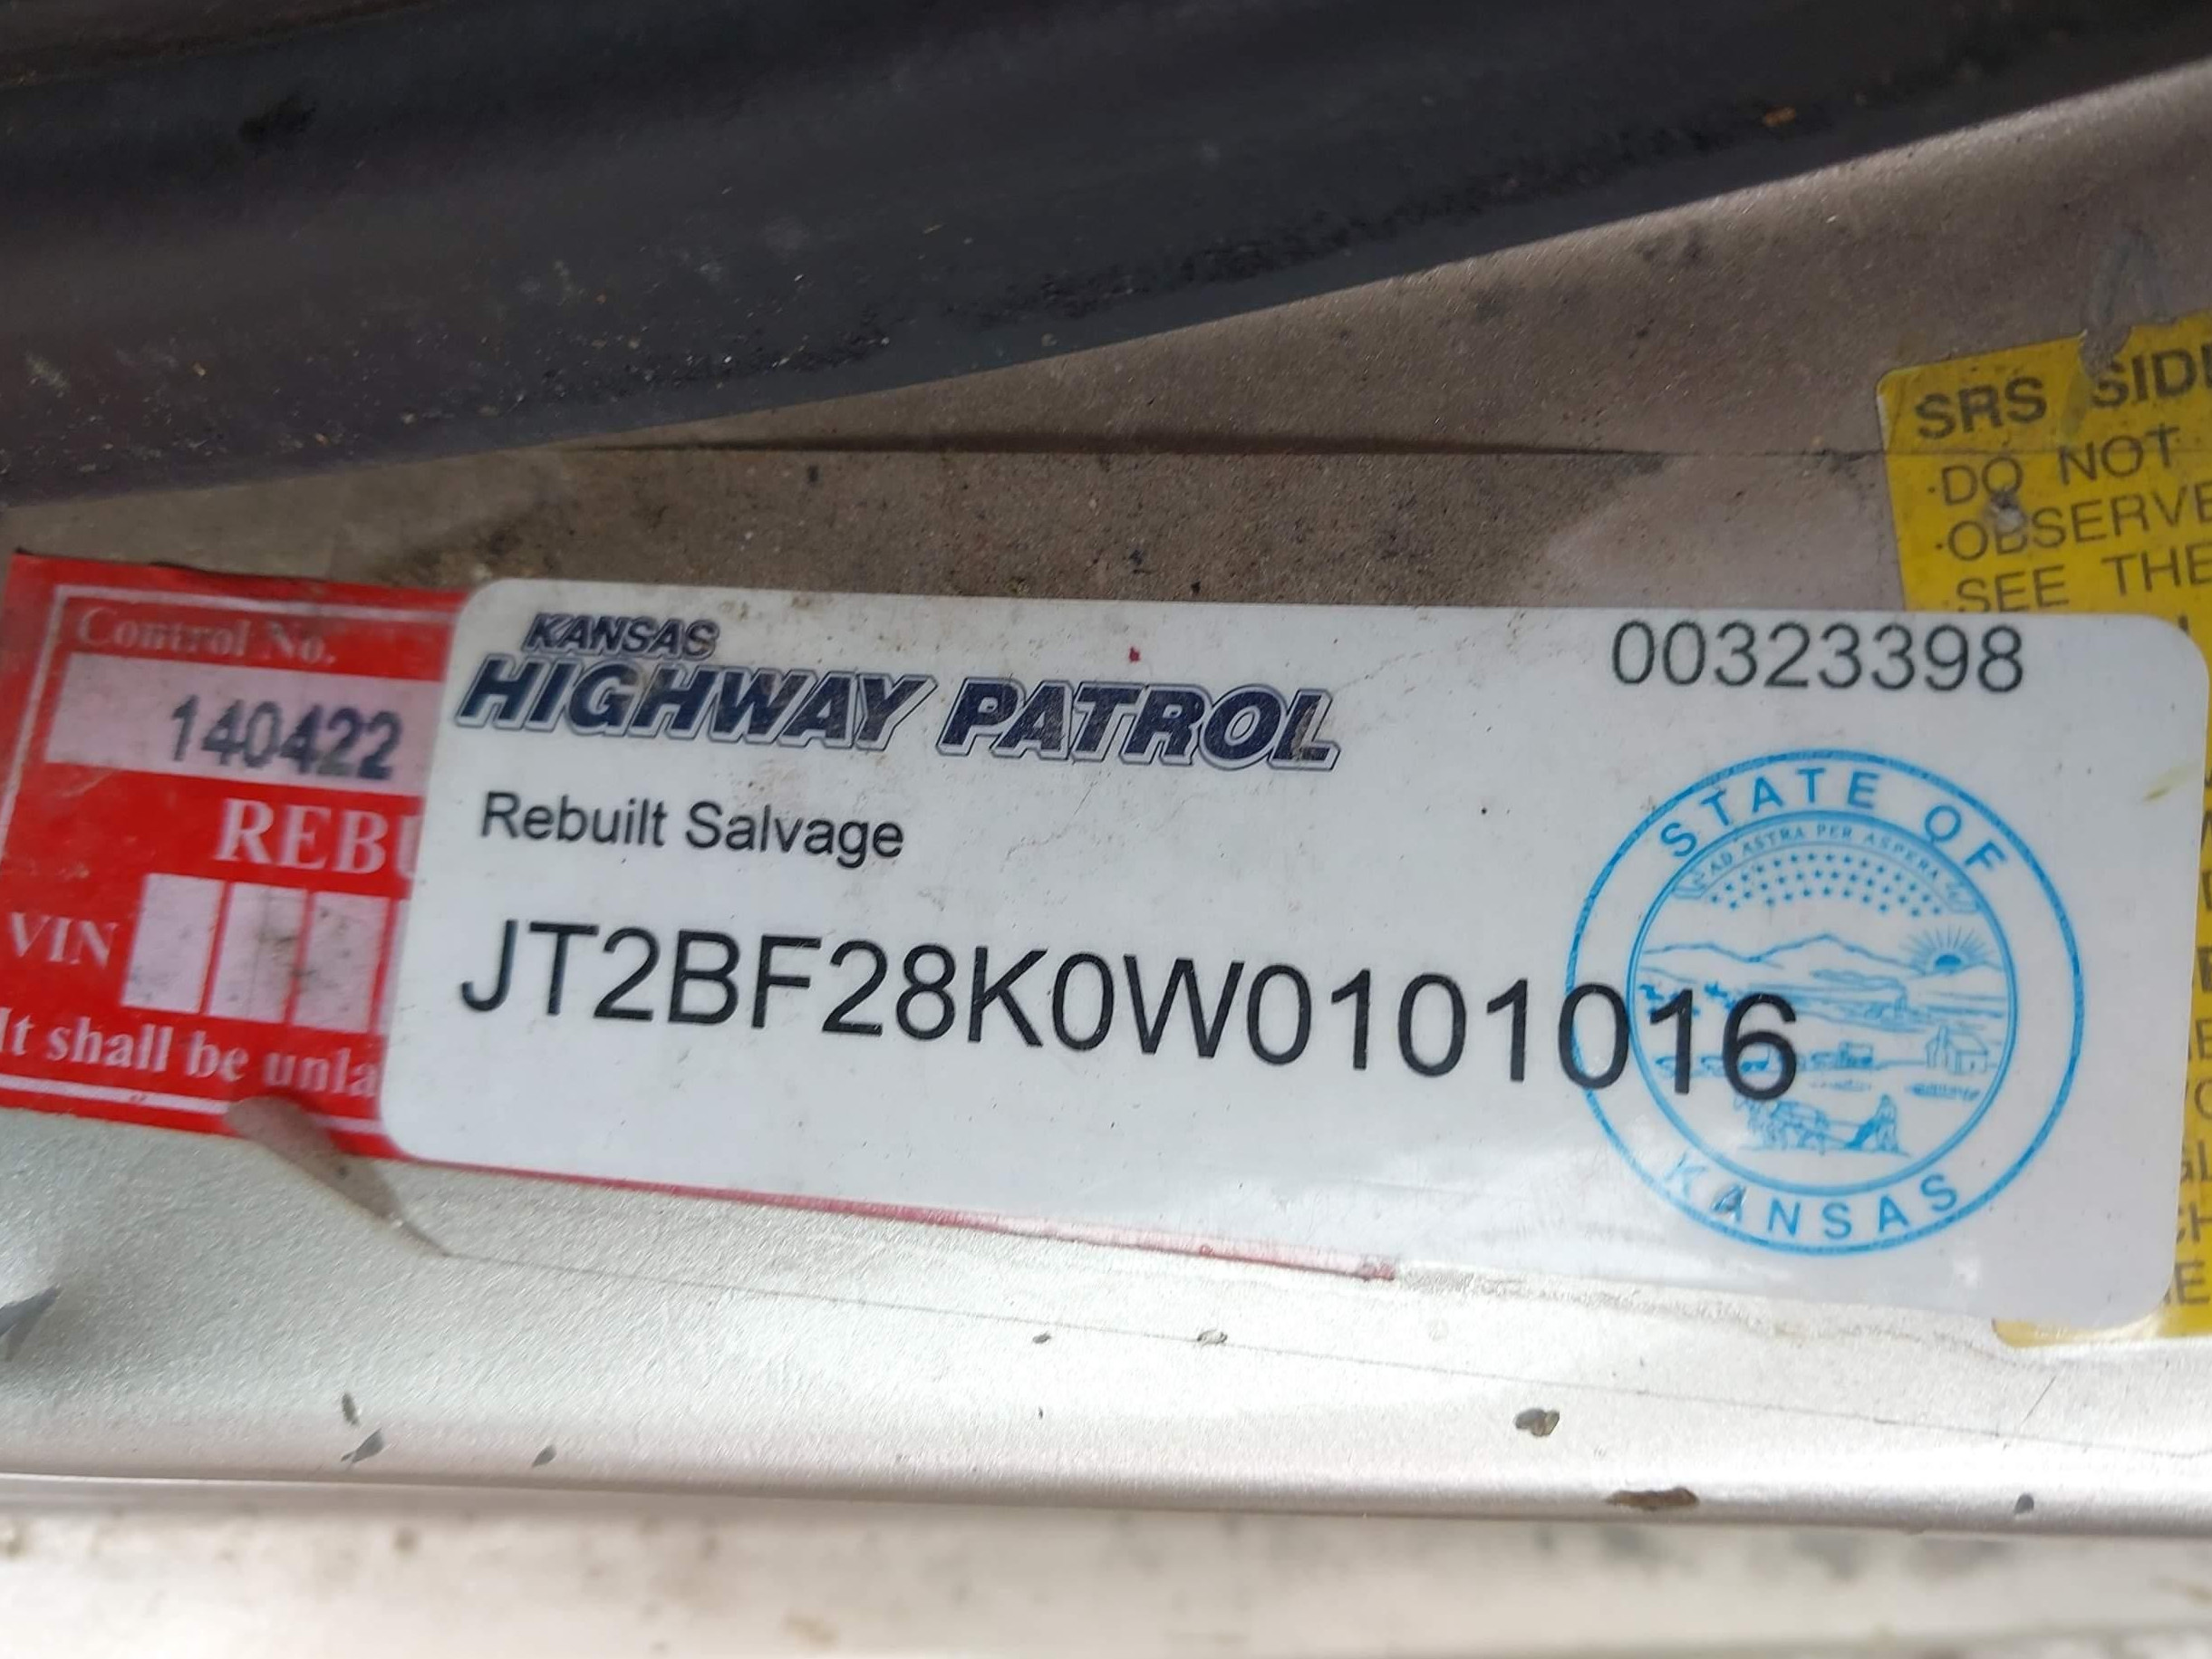 Control No.
140422
REBU
VIN
It shall be unla
KANSAS
HIGHWAY PATROL
00323398
Rebuilt Salvage
JT2BF28K0W0101016
STATE OF
AD ASTRA PER ASPERA
KANSAS
SRS SIDE
·DO NOT
·OBSERVE
SEE THE